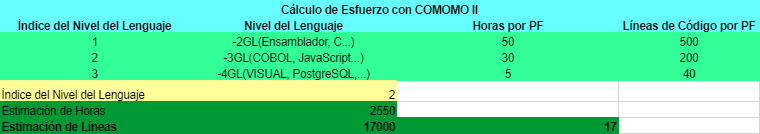 Cálculo de Esfuerzo con COMOMO II
Índice del Nivel del Lenguaje Nivel del Lenguaje Horas por PF Líneas de Código por PF
1 -2GL(Ensamblador, C...) 50 500
2 -3GL(COBOL, JavaScript...) 30 200
3 -4GL(VISUAL, PostgreSQL,...) 5 40
Índice del Nivel del Lenguaje 2
Estimación de Horas 2550
Estimación de Líneas 17000 17